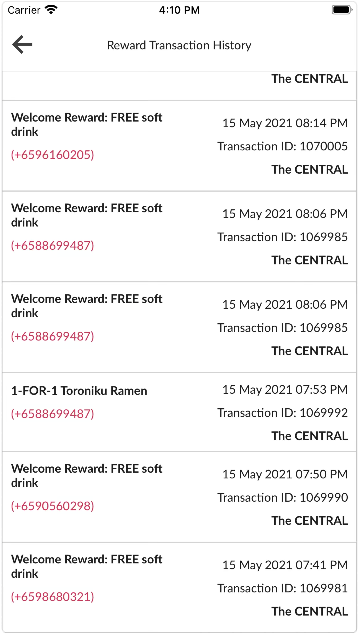 Carrier 4:10 PM
Reward Transaction History
The CENTRAL
Welcome Reward: FREE soft
drink
(+6596160205)
15 May 2021 08:14 PM
Transaction ID: 1070005
The CENTRAL
Welcome Reward: FREE soft
drink
(+6588699487)
15 May 2021 08:06 PM
Transaction ID: 1069985
The CENTRAL
Welcome Reward: FREE soft
drink
(+6588699487)
15 May 2021 08:06 PM
Transaction ID: 1069985
The CENTRAL
1-FOR-1 Toroniku Ramen
(+6588699487)
15 May 2021 07:53 PM
Transaction ID: 1069992
The CENTRAL
Welcome Reward: FREE soft
drink
(+6590560298)
15 May 2021 07:50 PM
Transaction ID: 1069990
The CENTRAL
Welcome Reward: FREE soft
drink
(+6598680321)
15 May 2021 07:41 PM
Transaction ID: 1069981
The CENTRAL